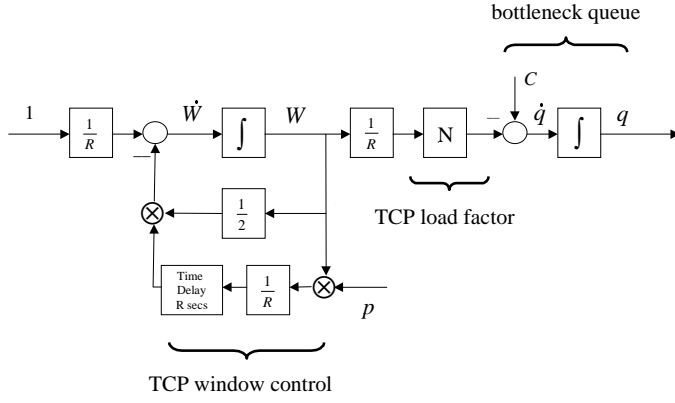 bottleneck queue
C
1
1
R
Ẇ
∫
W
1
R
N
q̇
∫
q
TCP load factor
1
2
Time
Delay
R secs
1
R
p
TCP window control